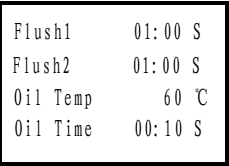 Flush1 01:00 S
Flush2 01:00 S
Oil Temp 60 ℃
Oil Time 00:10 S